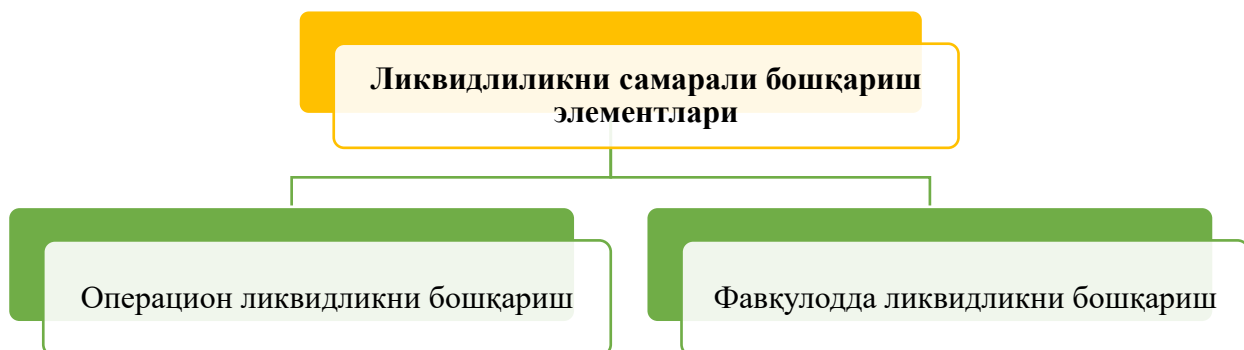 Ликвидлиликни самарали бошқариш
элементлари
Операцион ликвидликни бошқариш
Фавқулодда ликвидликни бошқариш